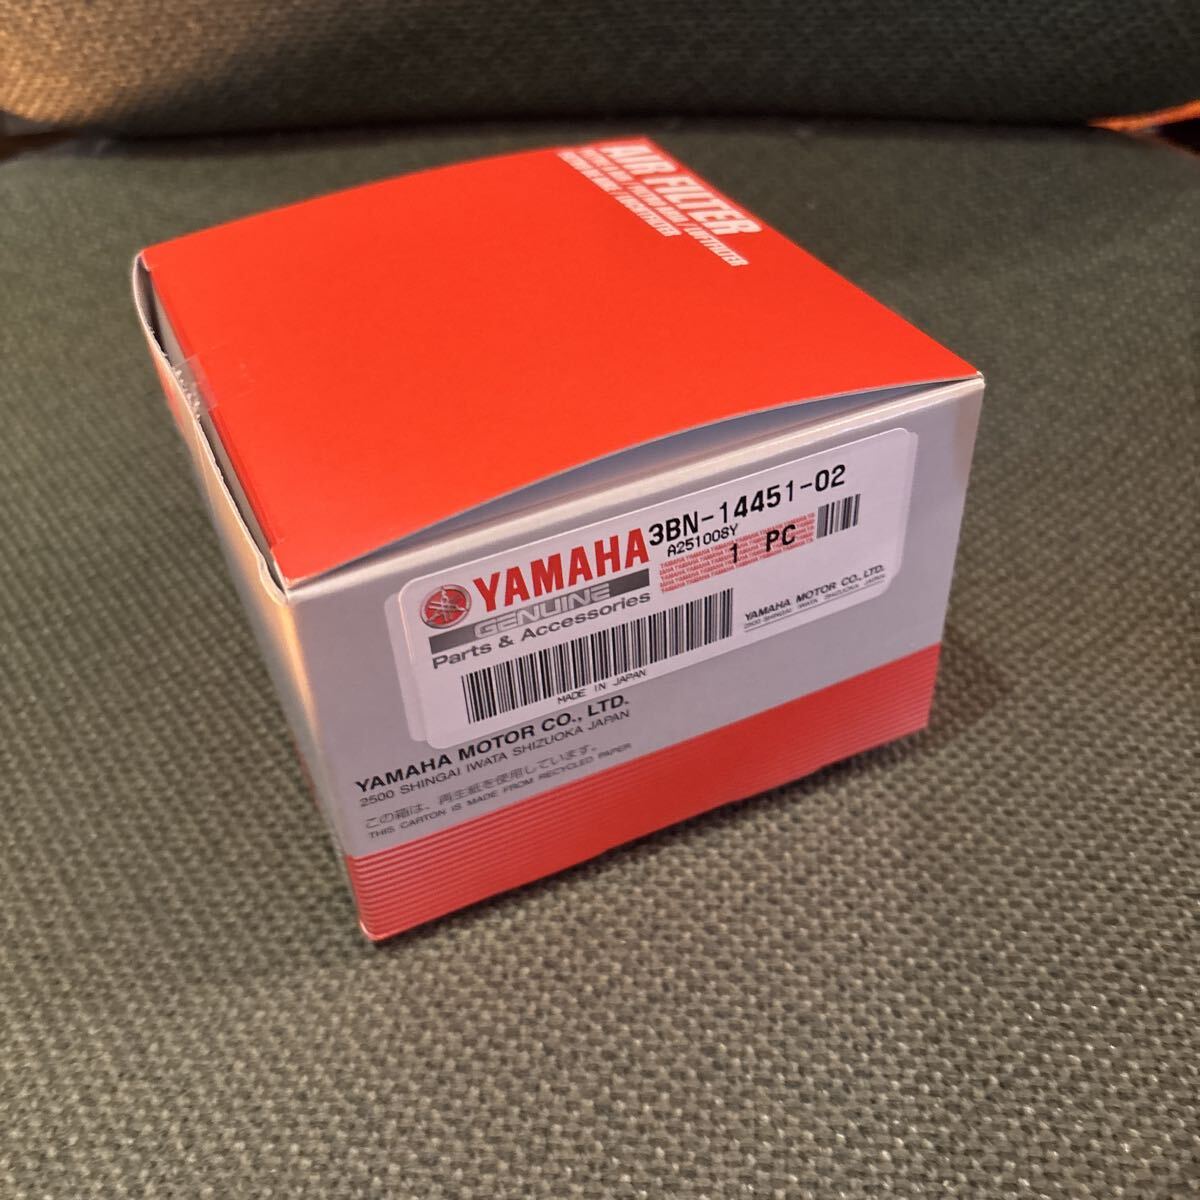 AIR FILTER
YAMAHA
3BN-14451-02
A251008Y
1 PC
GENUINE
Parts & Accessories
YAMAHA MOTOR CO., LTD.
2500 SHINGAI IWATA SHIZUOKA JAPAN
MADE IN JAPAN
YAMAHA MOTOR CO., LTD.
2500 SHINGAI IWATA SHIZUOKA JAPAN
この箱は、再生紙を使用しています。
THIS CARTON IS MADE FROM RECYCLED PAPER